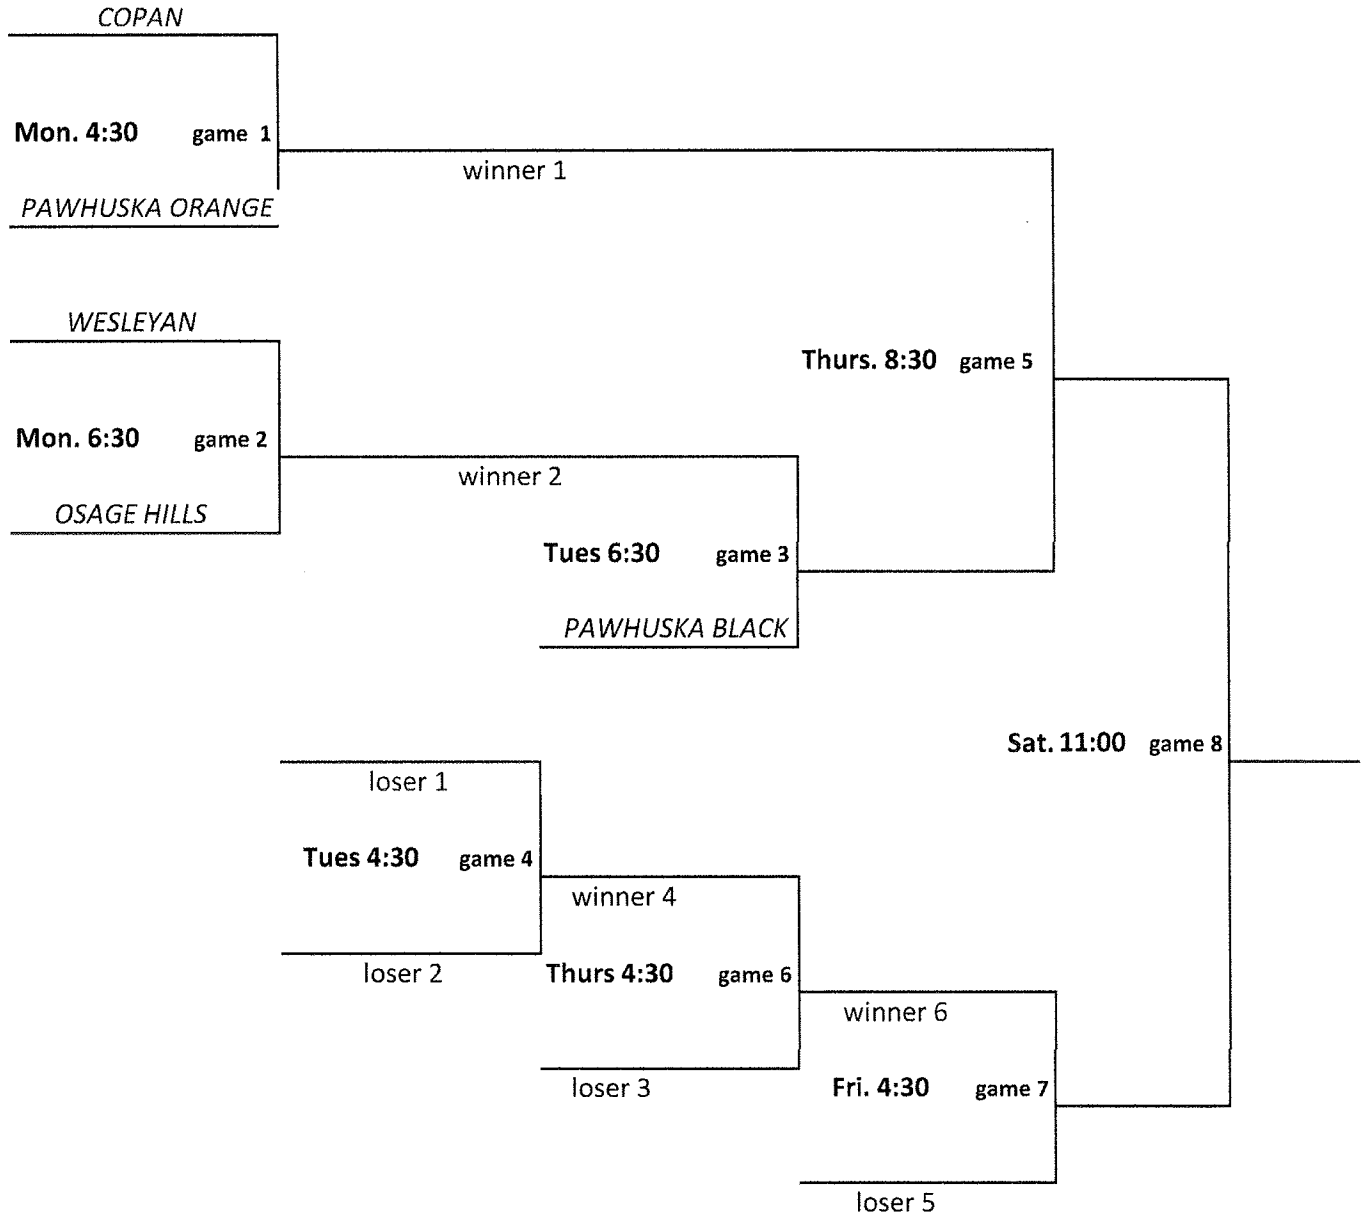 COPAN
Mon. 4:30 game 1
winner 1
PAWHUSKA ORANGE
WESLEYAN
Thurs. 8:30 game 5
Mon. 6:30 game 2
winner 2
OSAGE HILLS
Tues 6:30 game 3
PAWHUSKA BLACK
Sat. 11:00 game 8
loser 1
Tues 4:30 game 4
winner 4
loser 2
Thurs 4:30 game 6
winner 6
loser 3
Fri. 4:30 game 7
loser 5